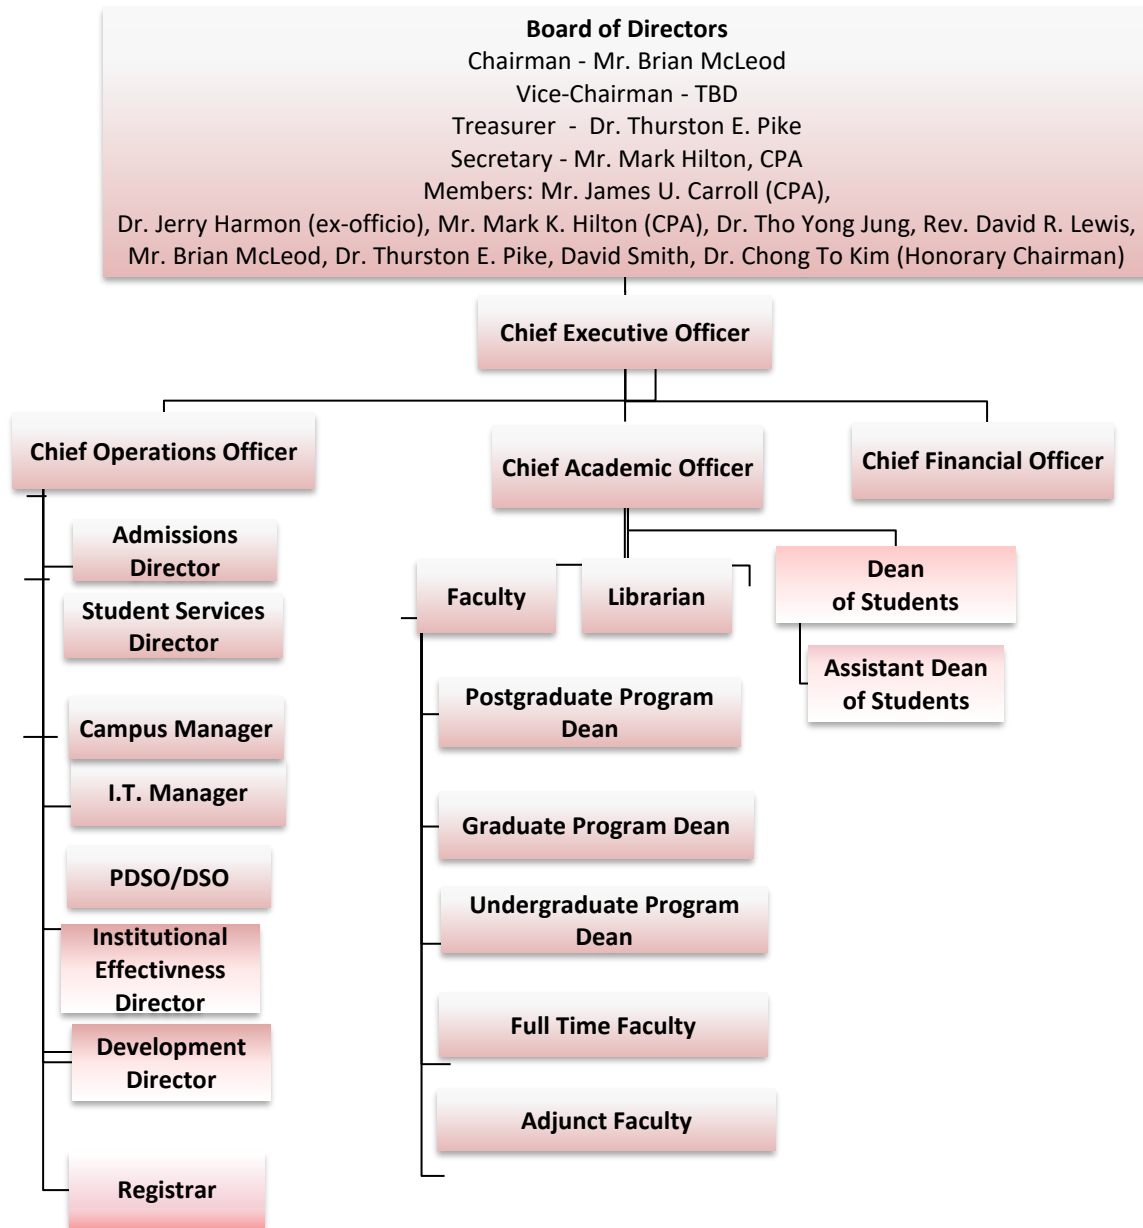 Board of Directors
Chairman - Mr. Brian McLeod
Vice-Chairman - TBD
Treasurer - Dr. Thurston E. Pike
Secretary - Mr. Mark Hilton, CPA
Members: Mr. James U. Carroll (CPA),
Dr. Jerry Harmon (ex-officio), Mr. Mark K. Hilton (CPA), Dr. Tho Yong Jung, Rev. David R. Lewis,
Mr. Brian McLeod, Dr. Thurston E. Pike, David Smith, Dr. Chong To Kim (Honorary Chairman)
Chief Executive Officer
Chief Operations Officer
Admissions
Director
Student Services
Director
Campus Manager
I.T. Manager
PDSO/DSO
Institutional
Effectivness
Director
Development
Director
Registrar
Chief Academic Officer
Faculty
Postgraduate Program
Dean
Graduate Program Dean
Undergraduate Program
Dean
Full Time Faculty
Adjunct Faculty
Librarian
Dean
of Students
Assistant Dean
of Students
Chief Financial Officer